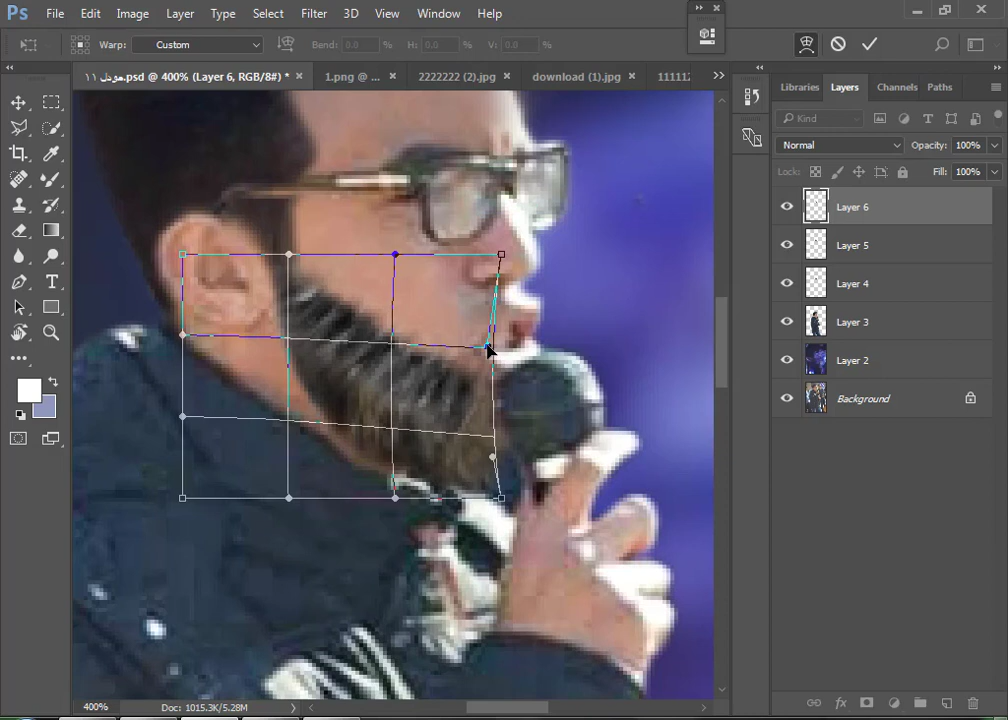 Ps File Edit Image Layer Type Select Filter 3D View Window Help
Warp: Custom Bend: 0.0 % H: 0.0 % V: 0.0 %
موديل ١١.psd @ 400% (Layer 6, RGB/8#) * × 1.png @ ... × 2222222 (2).jpg × download (1).jpg × 111112
Libraries Layers Channels Paths
Kind
Normal Opacity: 100%
Lock: Fill: 100%
Layer 6
Layer 5
Layer 4
Layer 3
Layer 2
Background
400% Doc: 1015.3K/5.28M